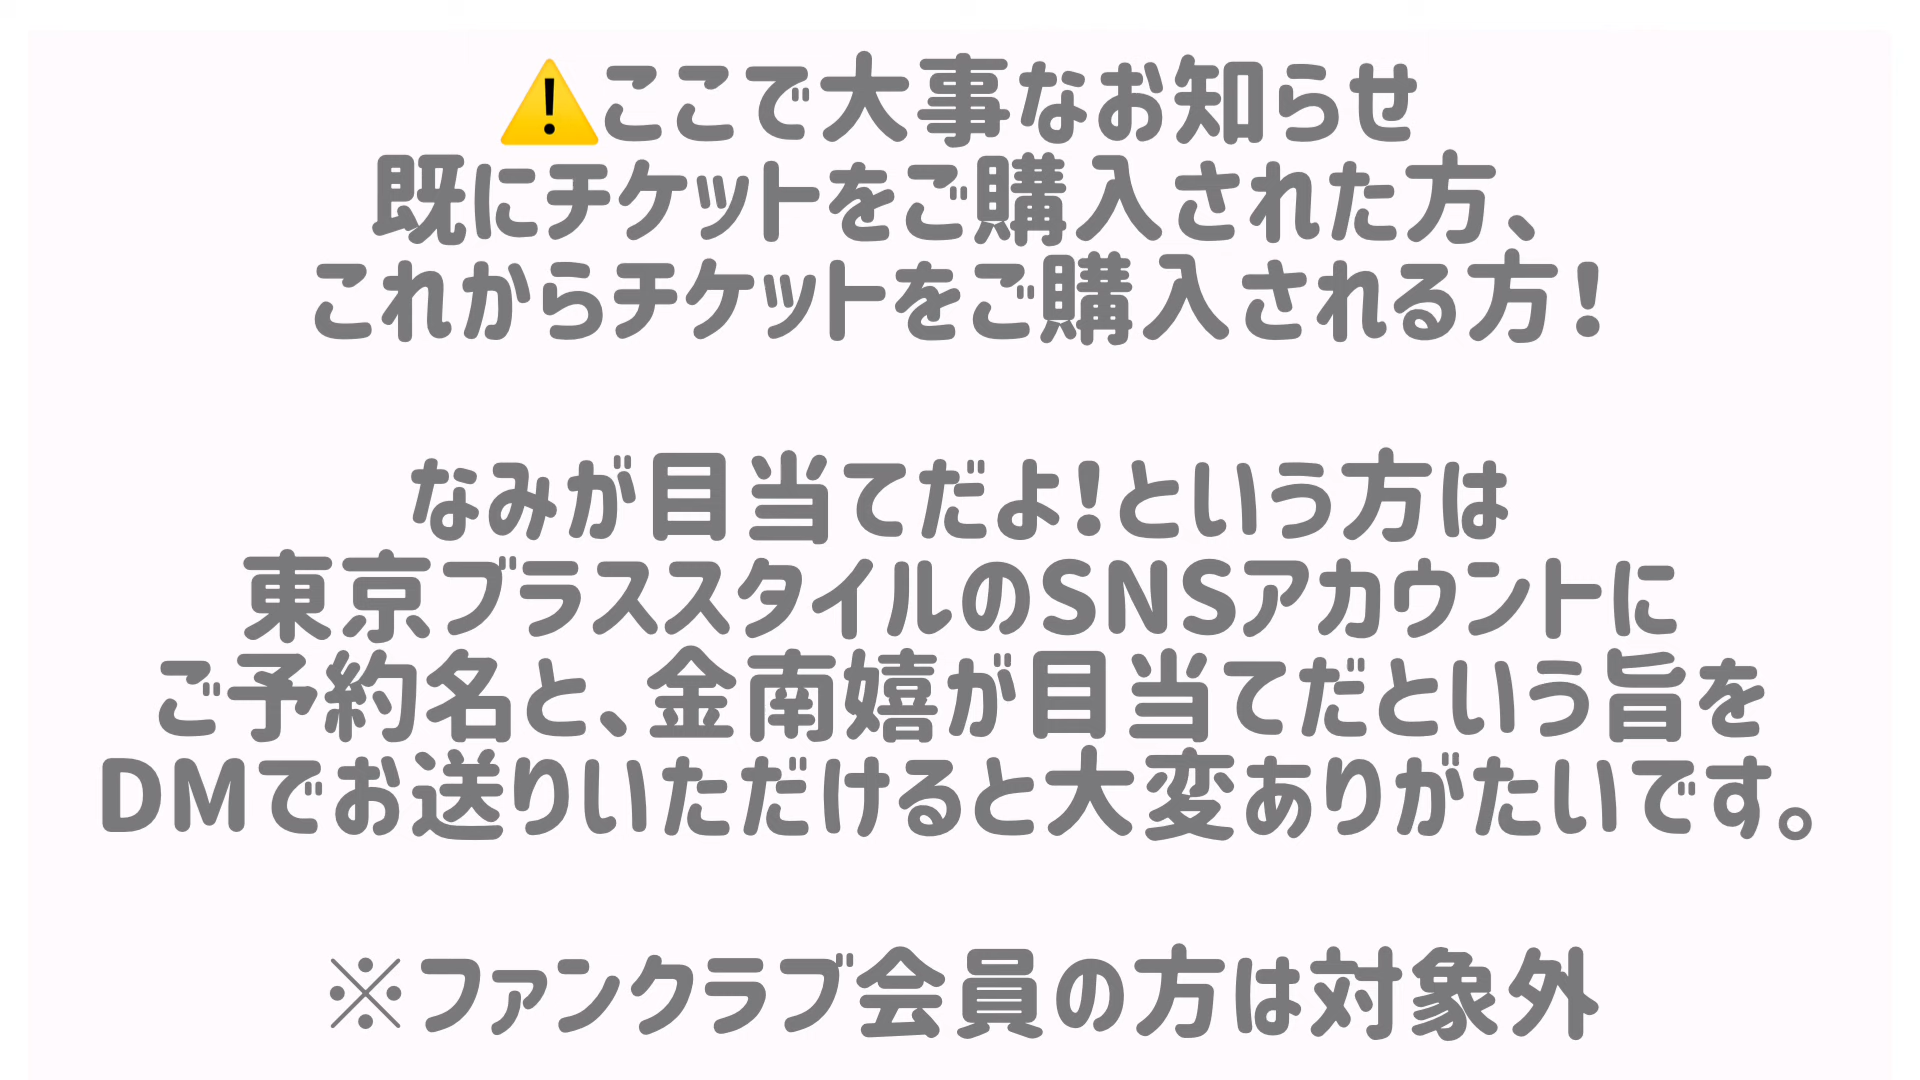 ⚠️ここで大事なお知らせ
既にチケットをご購入された方、
これからチケットをご購入される方！
なみが目当てだよ！という方は
東京ブラススタイルのSNSアカウントに
ご予約名と、金南嬉が目当てだという旨を
DMでお送りいただけると大変ありがたいです。
※ファンクラブ会員の方は対象外